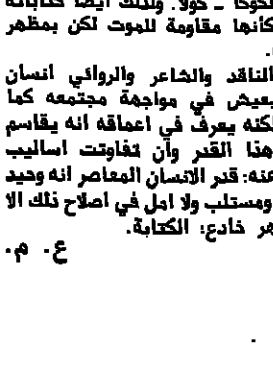 لحوحا - حولا. وكذلك ايضا كتاباته
كأنها مقاومة للموت لكن بمظهر
.
الناقد والشاعر والروائي انسان
يعيش في مواجهة مجتمعه كما
لكنه يعرف في اعماقه انه يقاسم
هذا القدر وان تفاوتت اساليب
عنه: قدر الانسان المعاصر انه وحيد
ومستلب ولا امل في اصلاح ذلك الا
هر خادع: الكتابة.
ع. م.